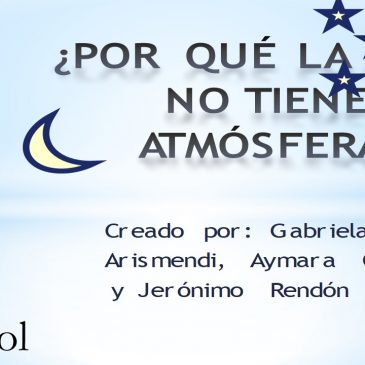 ¿POR QUÉ LA
NO TIENE
ATMÓSFERA
Creado por: Gabriela
Arismendi, Aymara
y Jerónimo Rendón
ol